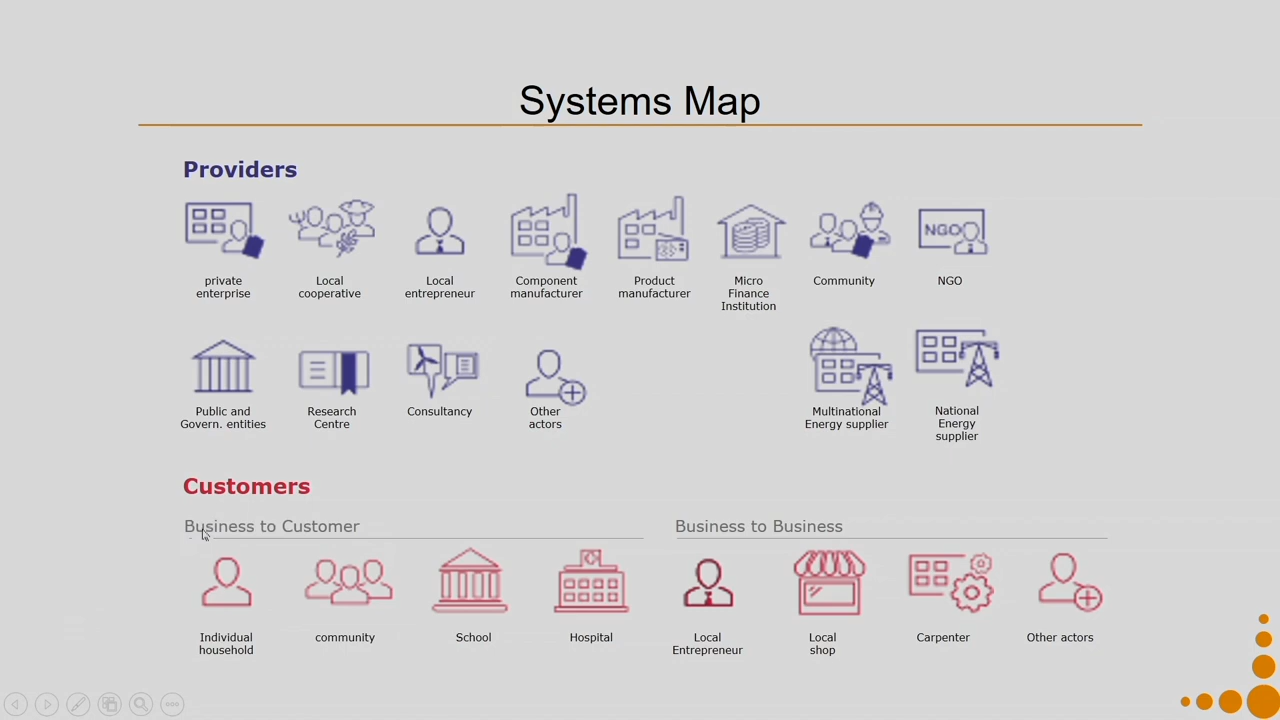 Systems Map
Providers
NGO
private
enterprise
Local
cooperative
Local
entrepreneur
Component
manufacturer
Product
manufacturer
Micro
Finance
Institution
Community
NGO
Public and
Govern. entities
Research
Centre
Consultancy
Other
actors
Multinational
Energy supplier
National
Energy
supplier
Customers
Business to Customer
Business to Business
Individual
household
community
School
Hospital
Local
Entrepreneur
Local
shop
Carpenter
Other actors